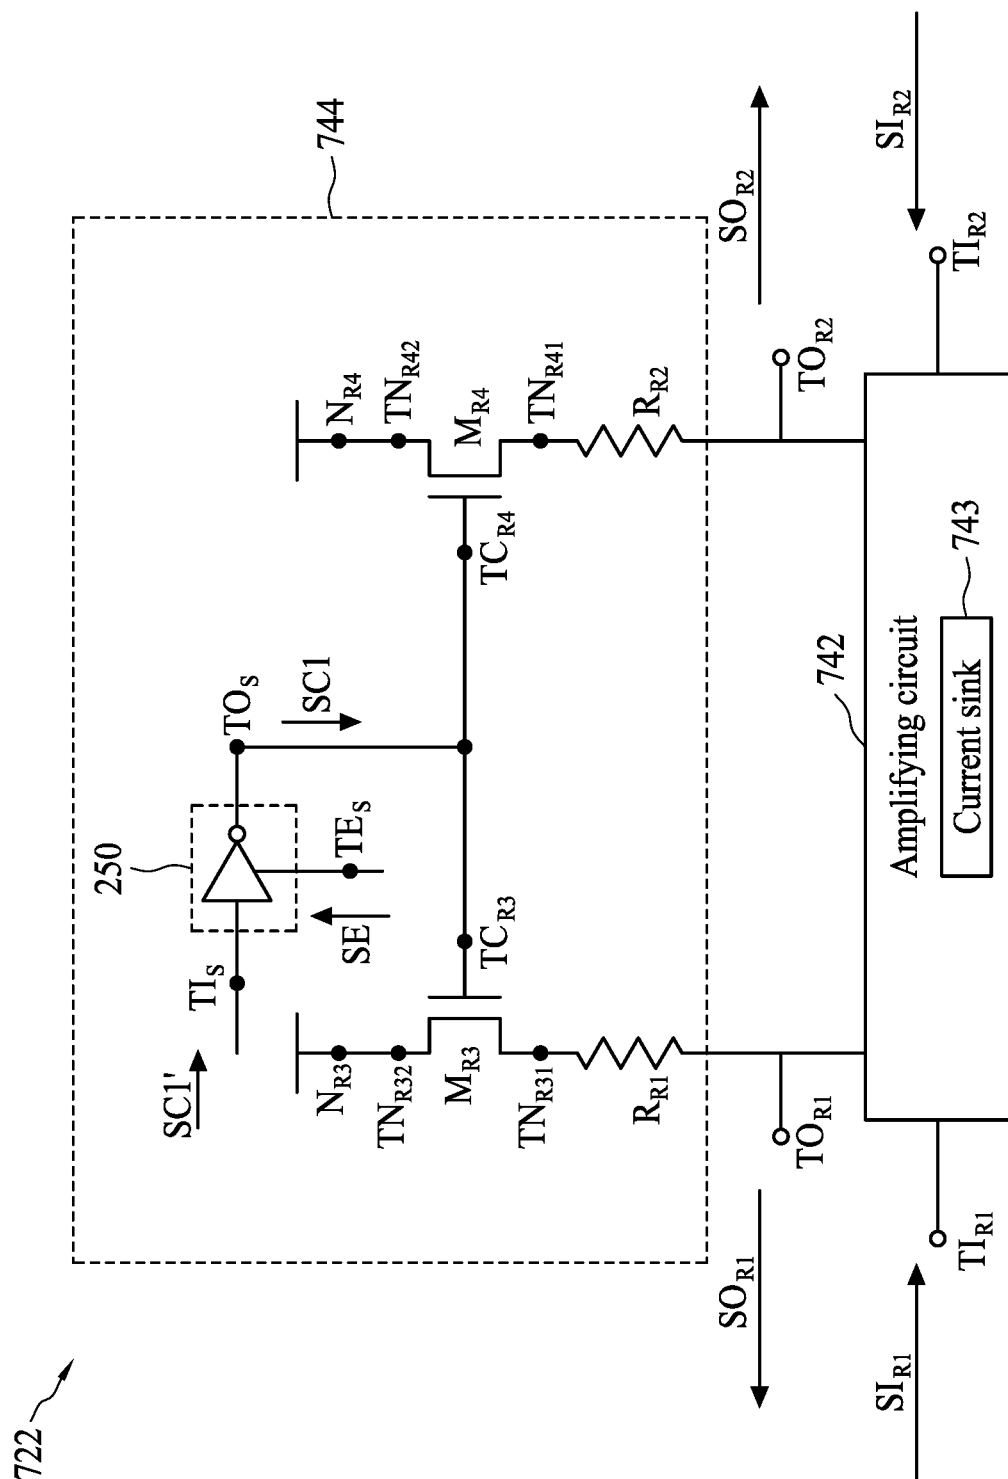 722
744
250
SC1'
TI_S
TO_S
SE
TE_S
SC1
N_R3
TN_R32
M_R3
TN_R31
R_R1
TC_R3
TC_R4
N_R4
TN_R42
M_R4
TN_R41
R_R2
SO_R1
TO_R1
TO_R2
SO_R2
742
Amplifying circuit
Current sink
743
SI_R1
TI_R1
TI_R2
SI_R2